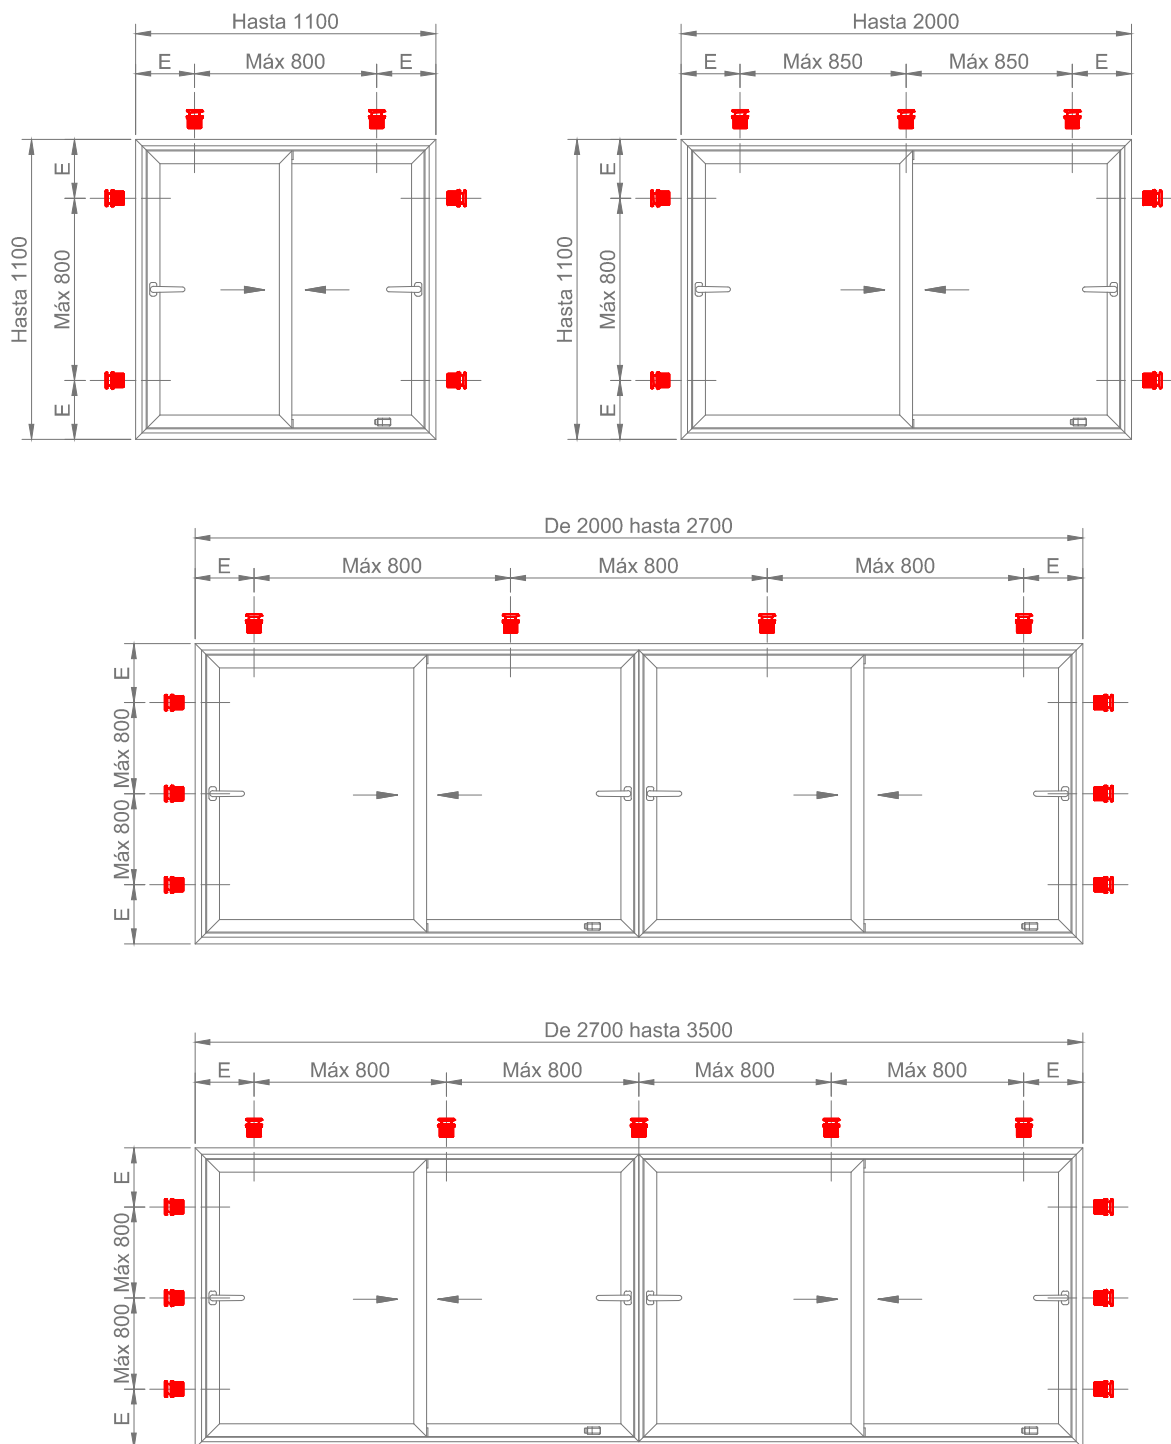 Hasta 1100
E Máx 800 E
E
Máx 800
E
Hasta 1100
Hasta 2000
E Máx 850 Máx 850 E
E
Máx 800
E
Hasta 1100
De 2000 hasta 2700
E Máx 800 Máx 800 Máx 800 E
E
Máx 800
Máx 800
E
De 2700 hasta 3500
E Máx 800 Máx 800 Máx 800 Máx 800 E
E
Máx 800
Máx 800
E